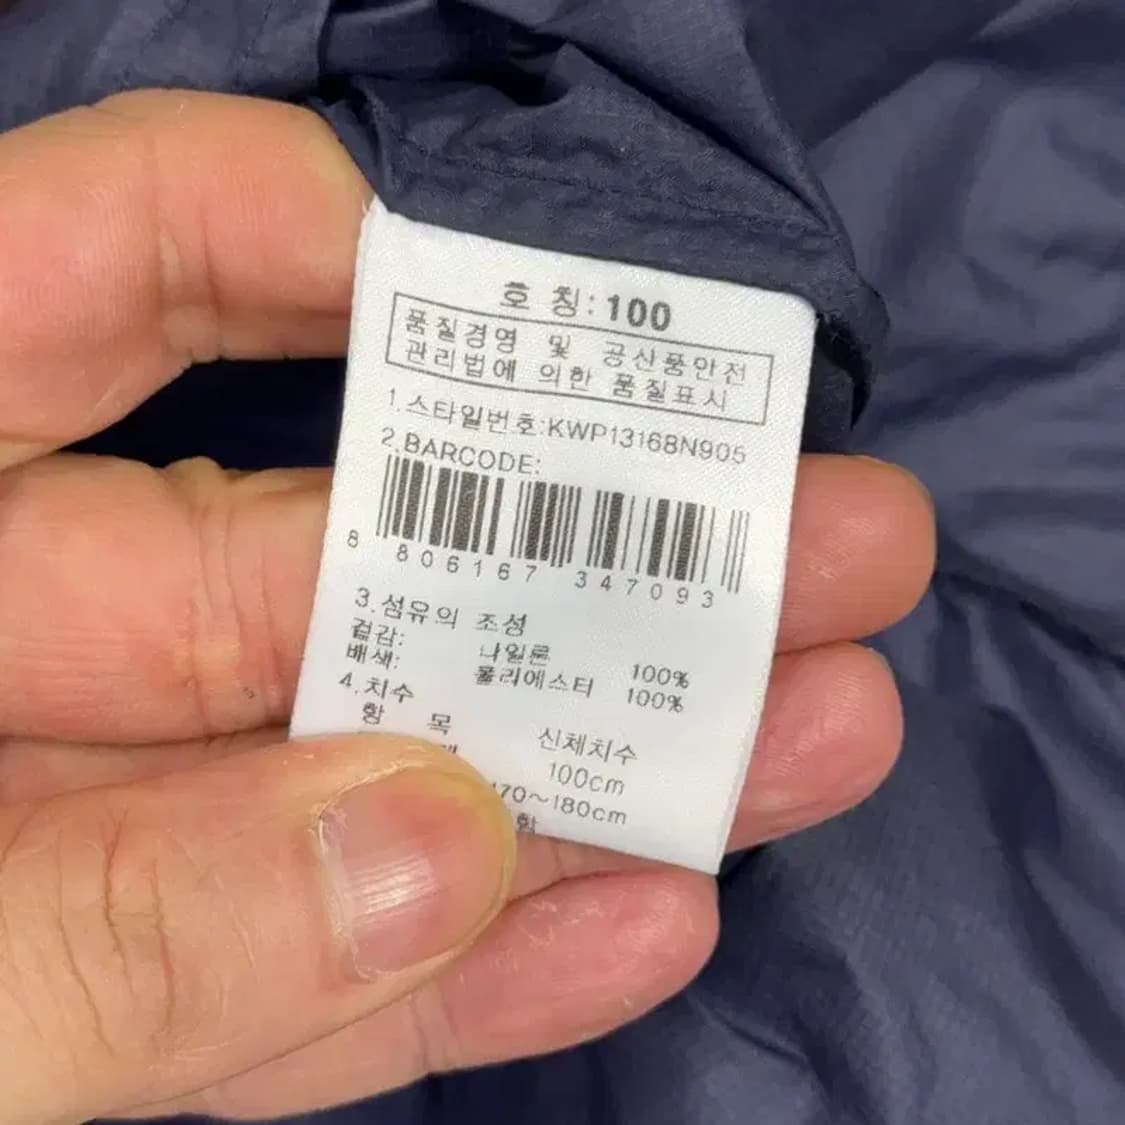 호 칭: 100
품질경영 및 공산품안전
관리법에 의한 품질표시
1.스타일번호:KWP13168N905
2.BARCODE:
8 806167 347093
3.섬유의 조성
겉감: 나일론 100%
배색: 폴리에스터 100%
4.치수
항 목 신체치수
100cm
170~180cm